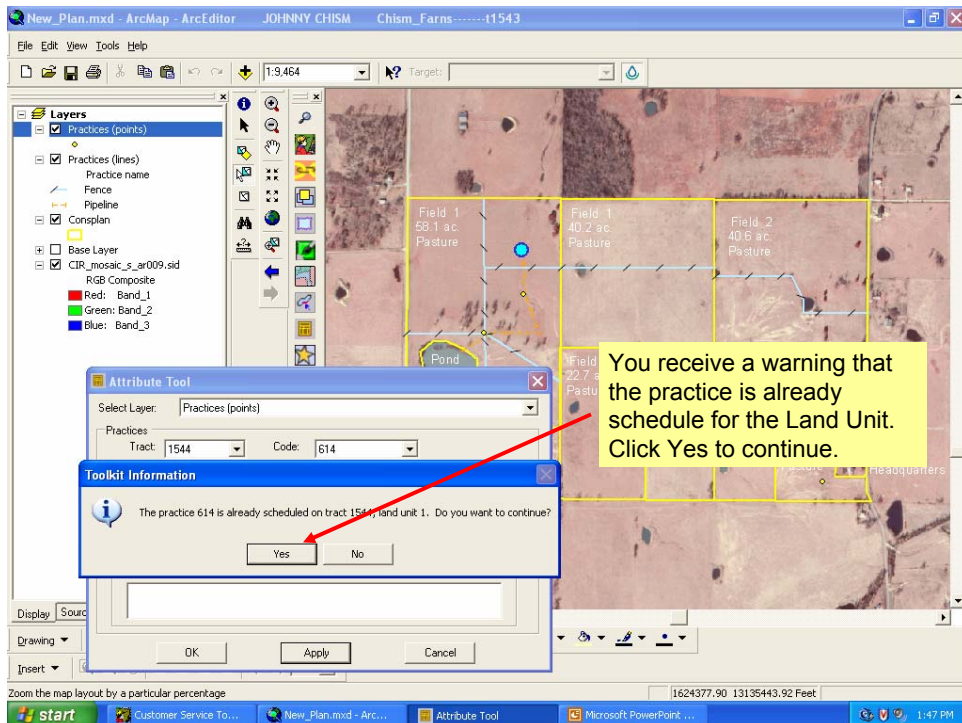 New_Plan.mxd - ArcMap - ArcEditor JOHNNY CHISM Chism_Farns-------t1543
File Edit View Tools Help
1:9,464
Target:
Layers
Practices (points)
Practices (lines)
Practice name
Fence
Pipeline
Consplan
Base Layer
CIR_mosaic_s_ar009.sid
RGB Composite
Red: Band_1
Green: Band_2
Blue: Band_3
Field 1
58.1 ac.
Pasture
Field 1
40.2 ac.
Pasture
Field 2
40.6 ac.
Pasture
Pond
Field
22.7 a
Pastu
Pasture
Headquarters
You receive a warning that
the practice is already
schedule for the Land Unit.
Click Yes to continue.
Attribute Tool
Select Layer: Practices (points)
Practices
Tract: 1544 Code: 614
Toolkit Information
The practice 614 is already scheduled on tract 1544, land unit 1. Do you want to continue?
Yes No
OK Apply Cancel
Display Sourc
Drawing
Insert
Zoom the map layout by a particular percentage
1624377.90 13135443.92 Feet
start Customer Service To... New_Plan.mxd - Arc... Attribute Tool Microsoft PowerPoint ... 1:47 PM